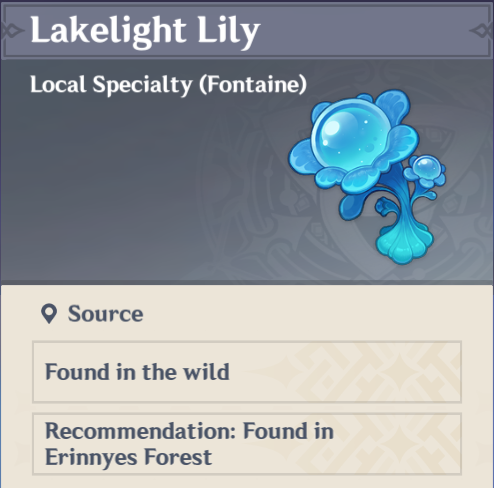 Lakelight Lily
Local Specialty (Fontaine)
Source
Found in the wild
Recommendation: Found in
Erinnyes Forest